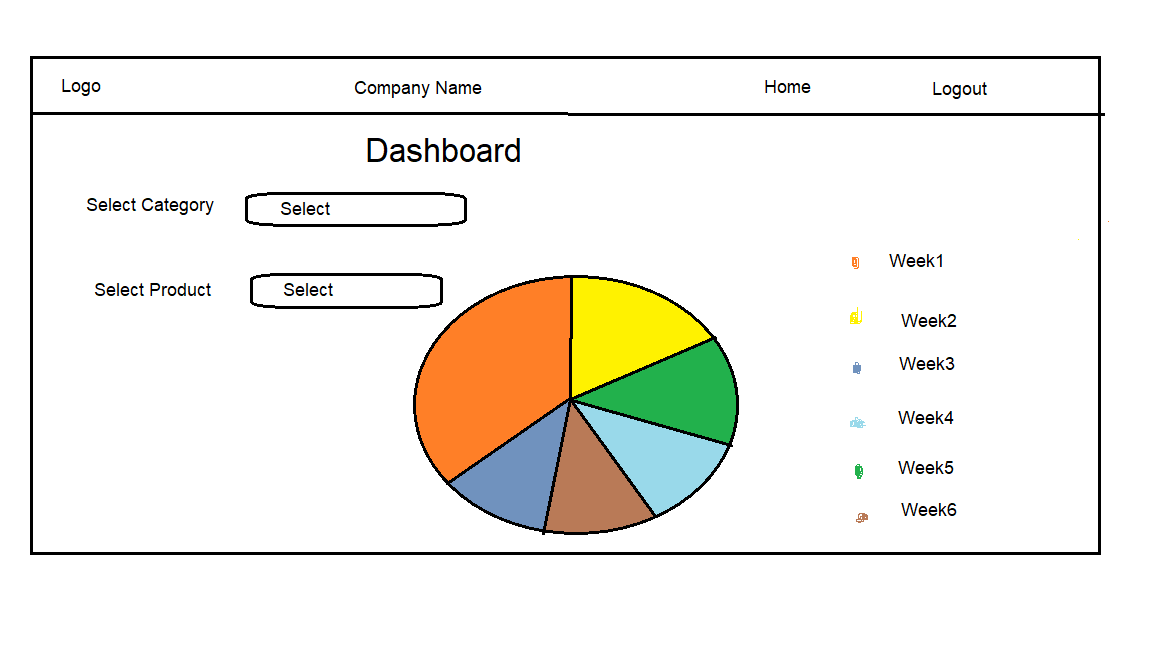 Logo
Company Name
Home
Logout
Dashboard
Select Category
Select
Select Product
Select
Week1
Week2
Week3
Week4
Week5
Week6